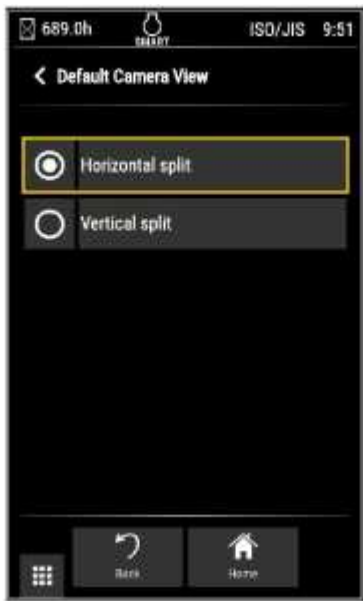 689.0h SMART ISO/JIS 9:51
Default Camera View
Horizontal split
Vertical split
Back Home